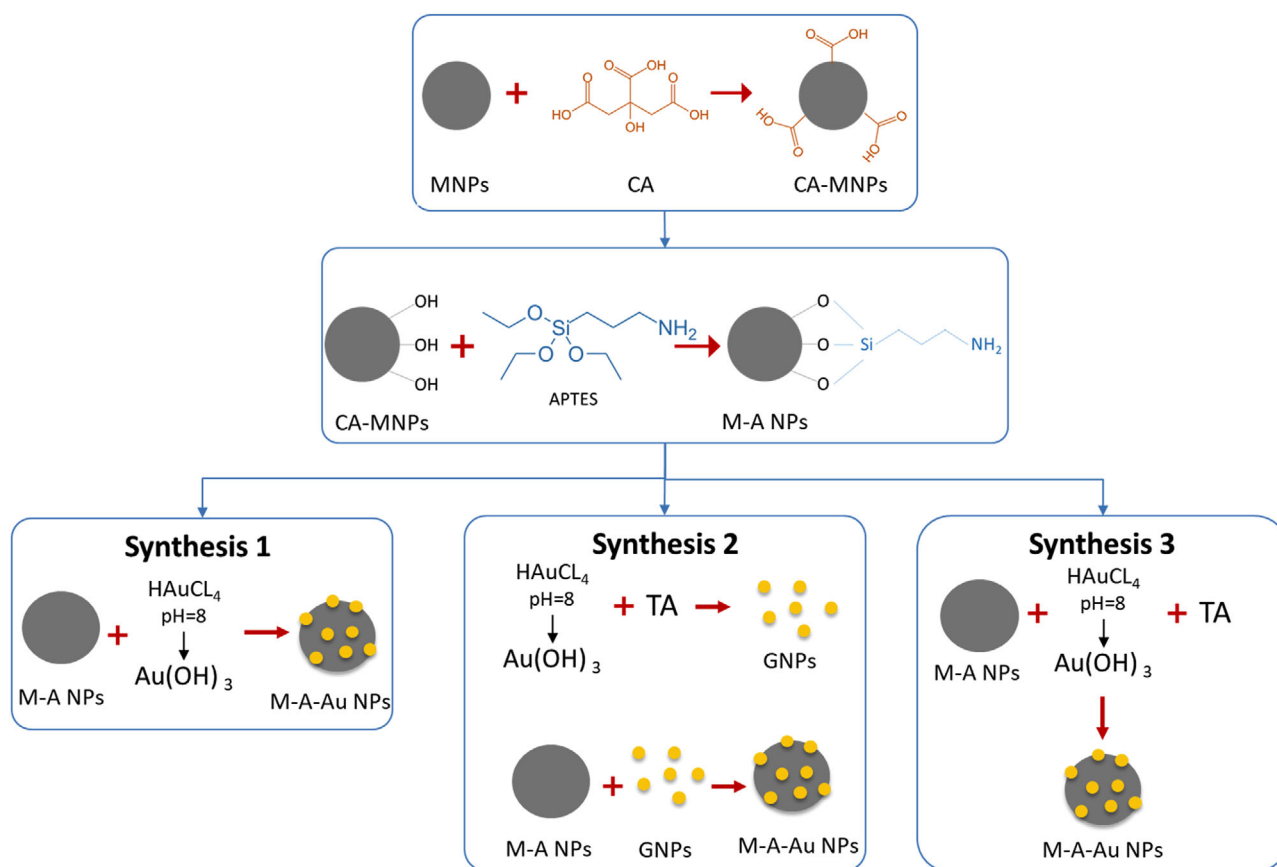 O
OH
O
OH
O
HO
O
OH
OH
HO
O
O
OH
MNPs
CA
CA-MNPs
OH
OH
OH
O
Si
NH2
O
O
APTES
CA-MNPs
O
O
O
Si
NH2
M-A NPs
Synthesis 1
HAuCL4
pH=8
Au(OH) 3
M-A NPs
M-A-Au NPs
Synthesis 2
HAuCL4
pH=8
+ TA
Au(OH) 3
GNPs
M-A NPs
GNPs
M-A-Au NPs
Synthesis 3
HAuCL4
pH=8
+ TA
Au(OH) 3
M-A NPs
M-A-Au NPs